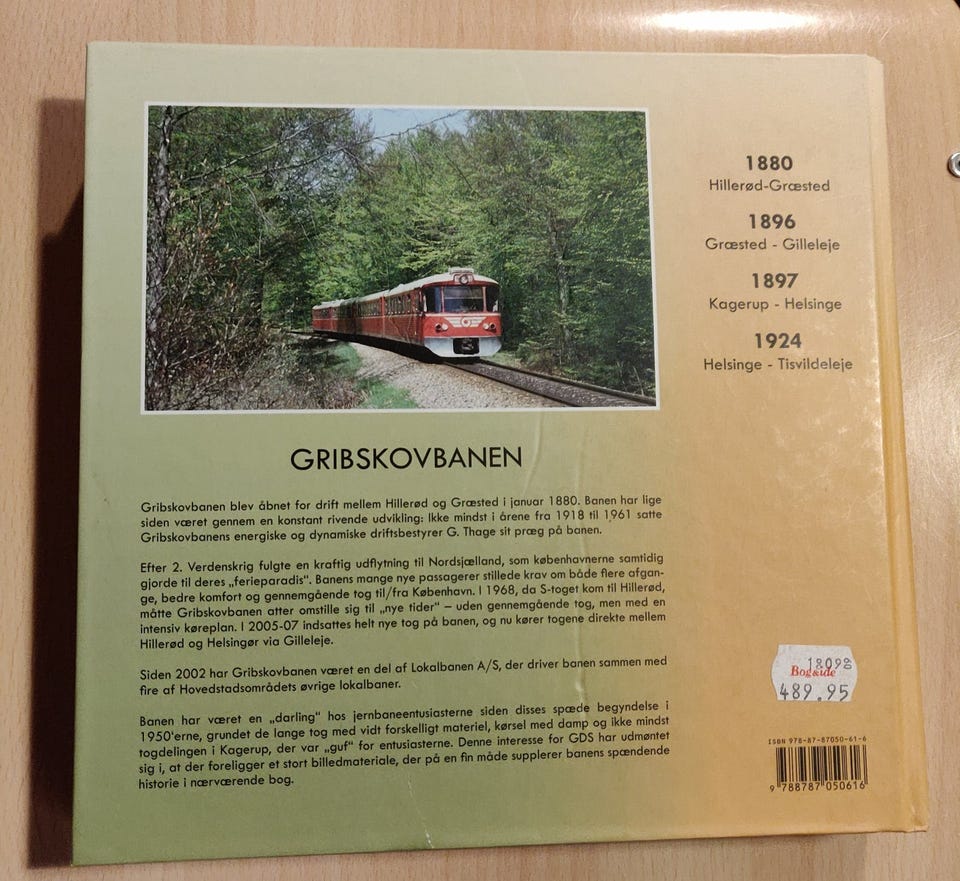 1880
Hillerød-Græsted
1896
Græsted - Gilleleje
1897
Kagerup - Helsinge
1924
Helsinge - Tisvildeleje
GRIBSKOVBANEN
Gribskovbanen blev åbnet for drift mellem Hillerød og Græsted i januar 1880. Banen har lige
siden været gennem en konstant rivende udvikling: Ikke mindst i årene fra 1918 til 1961 satte
Gribskovbanens energiske og dynamiske driftsbestyrer G. Thage sit præg på banen.
Efter 2. Verdenskrig fulgte en kraftig udflytning til Nordsjælland, som københavnerne samtidig
gjorde til deres „ferieparadis“. Banens mange nye passagerer stillede krav om både flere afgan-
ge, bedre komfort og gennemgående tog til/fra København. I 1968, da S-toget kom til Hillerød,
måtte Gribskovbanen atter omstille sig til „nye tider“ – uden gennemgående tog, men med en
intensiv køreplan. I 2005-07 indsattes helt nye tog på banen, og nu kører togene direkte mellem
Hillerød og Helsingør via Gilleleje.
Siden 2002 har Gribskovbanen været en del af Lokalbanen A/S, der driver banen sammen med
fire af Hovedstadsområdets øvrige lokalbaner.
Banen har været en „darling“ hos jernbaneentusiasterne siden disses spæde begyndelse i
1950'erne, grundet de lange tog med vidt forskelligt materiel, kørsel med damp og ikke mindst
togdelingen i Kagerup, der var „guf“ for entusiasterne. Denne interesse for GDS har udmøntet
sig i, at der foreligger et stort billedmateriale, der på en fin måde supplerer banens spændende
historie i nærværende bog.
18098
Bog&ide
489.95
ISBN 978-87-87050-61-6
9 788787 050616